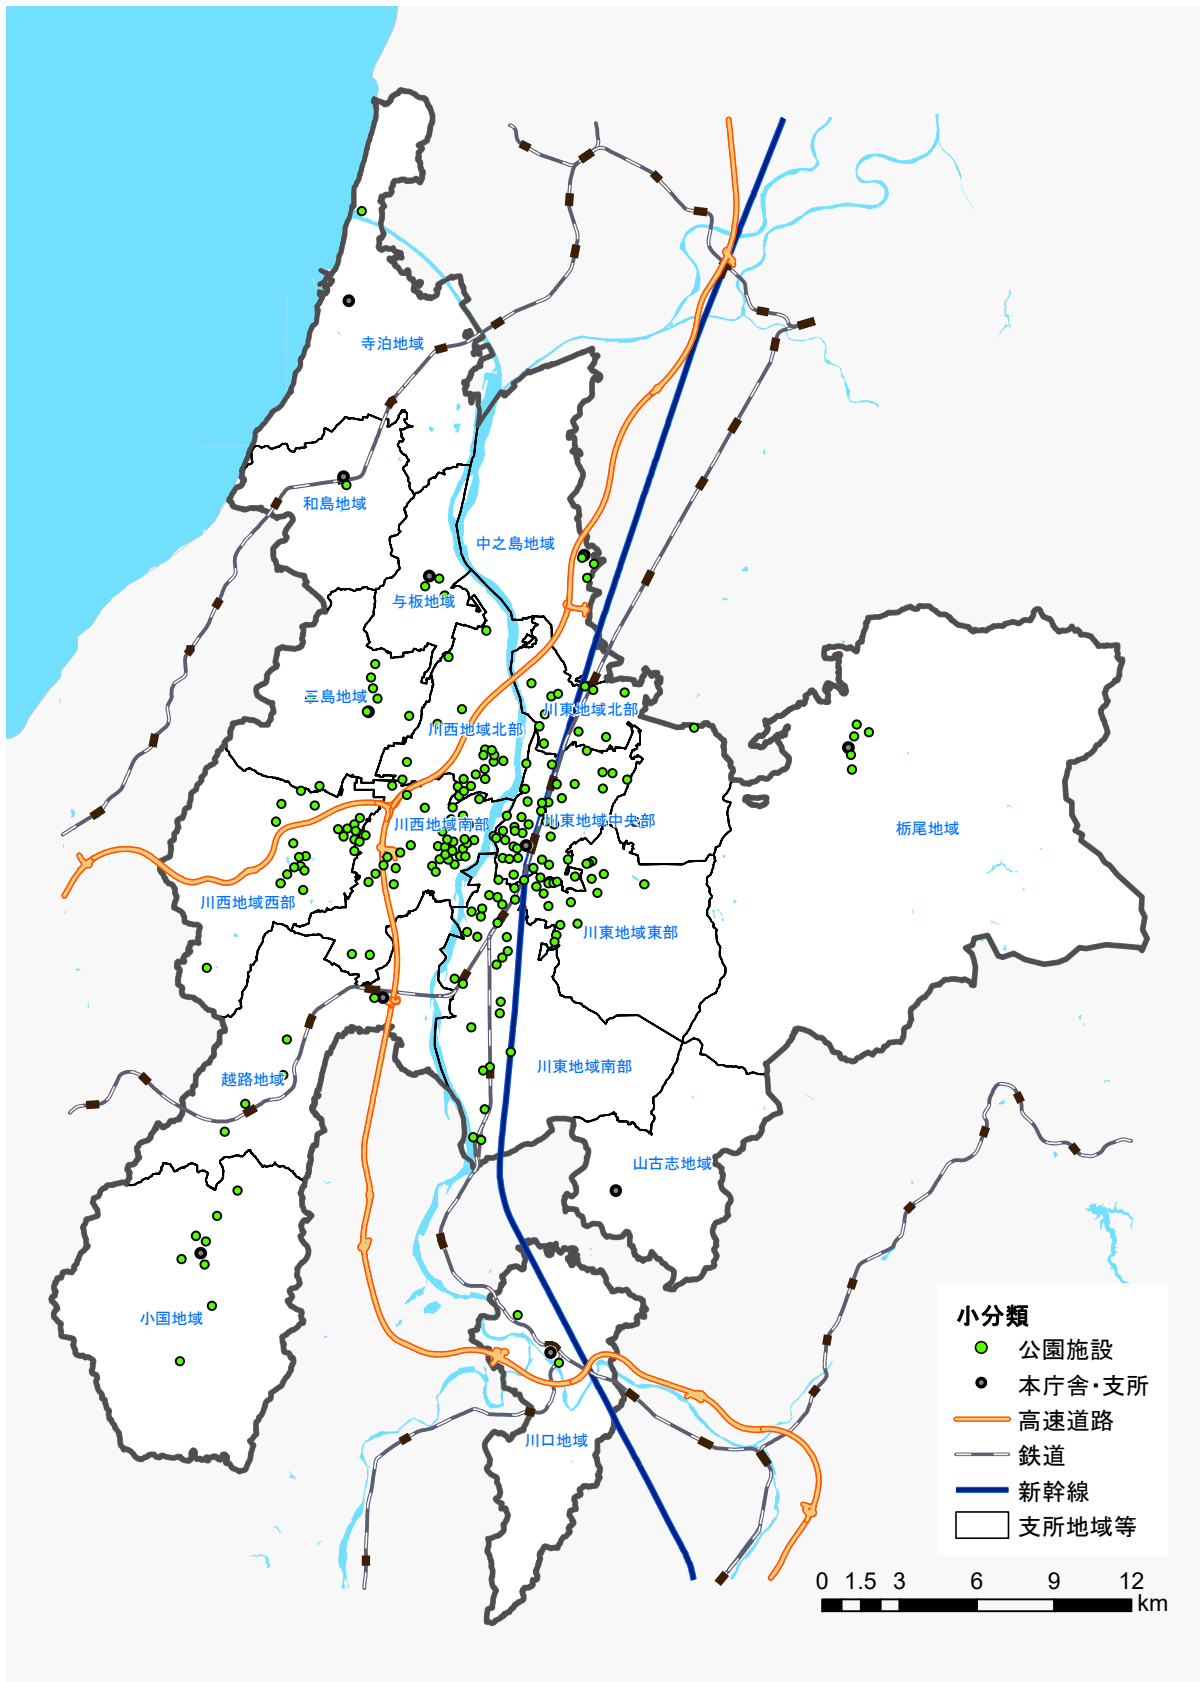 寺泊地域
和島地域
中之島地域
与板地域
三島地域
川東地域北部
川西地域北部
川西地域南部
川東地域中央部
栃尾地域
川西地域西部
川東地域東部
川東地域南部
越路地域
山古志地域
小国地域
川口地域
小分類
公園施設
本庁舎・支所
高速道路
鉄道
新幹線
支所地域等
0 1.5 3 6 9 12
km